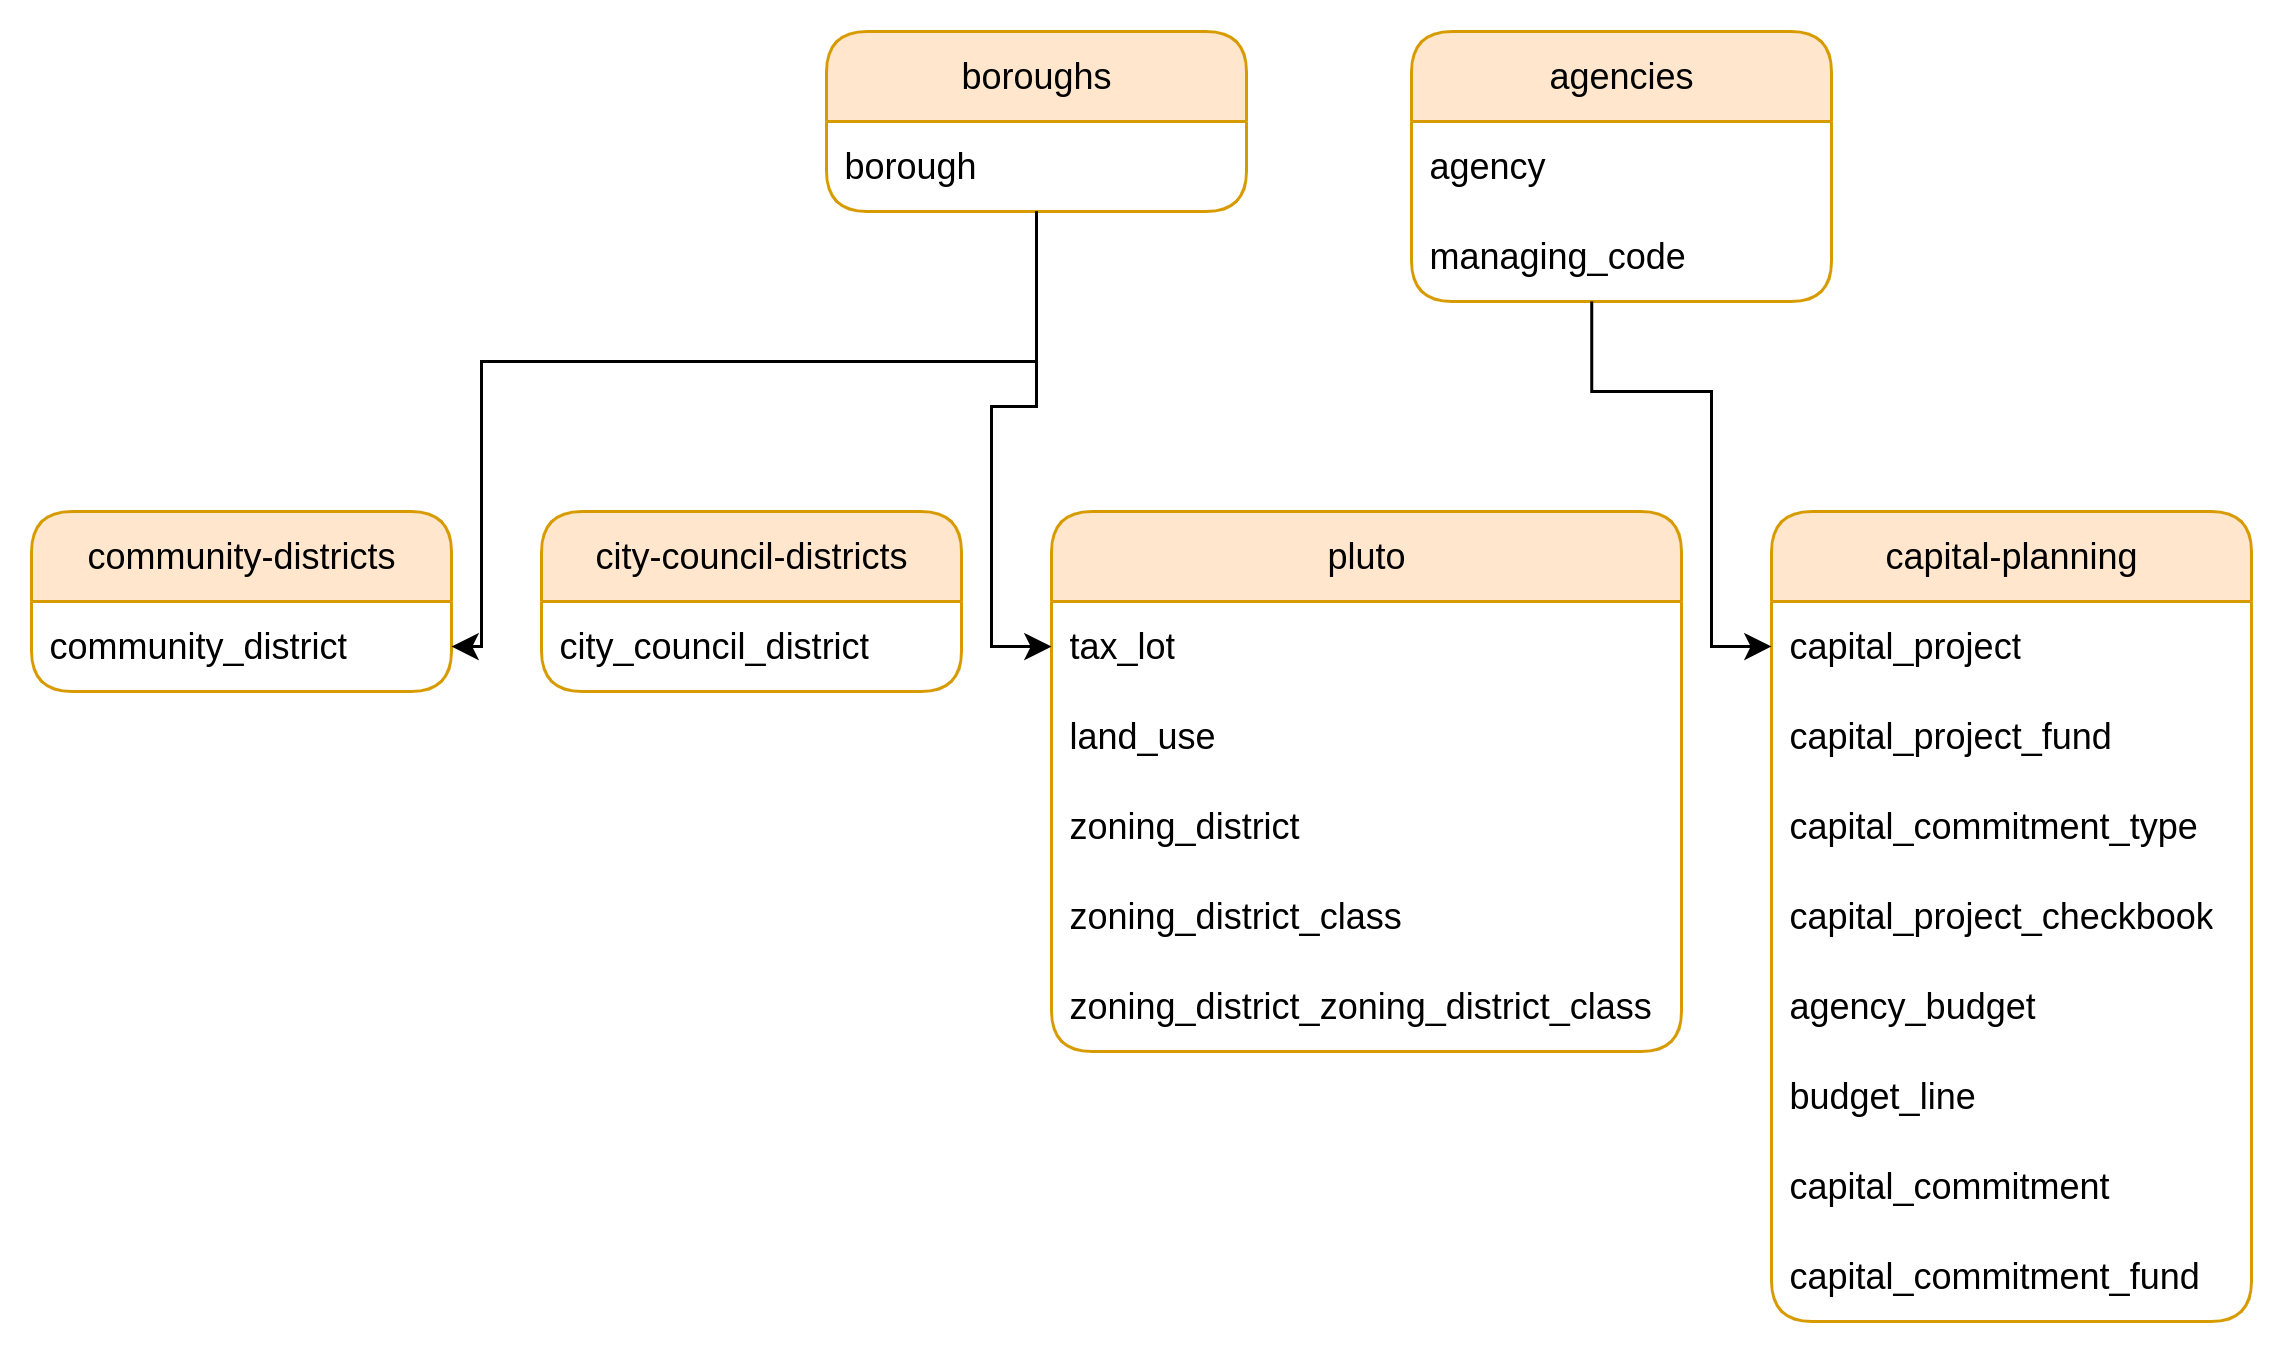 boroughs
borough
agencies
agency
managing_code
community-districts
community_district
city-council-districts
city_council_district
pluto
tax_lot
land_use
zoning_district
zoning_district_class
zoning_district_zoning_district_class
capital-planning
capital_project
capital_project_fund
capital_commitment_type
capital_project_checkbook
agency_budget
budget_line
capital_commitment
capital_commitment_fund